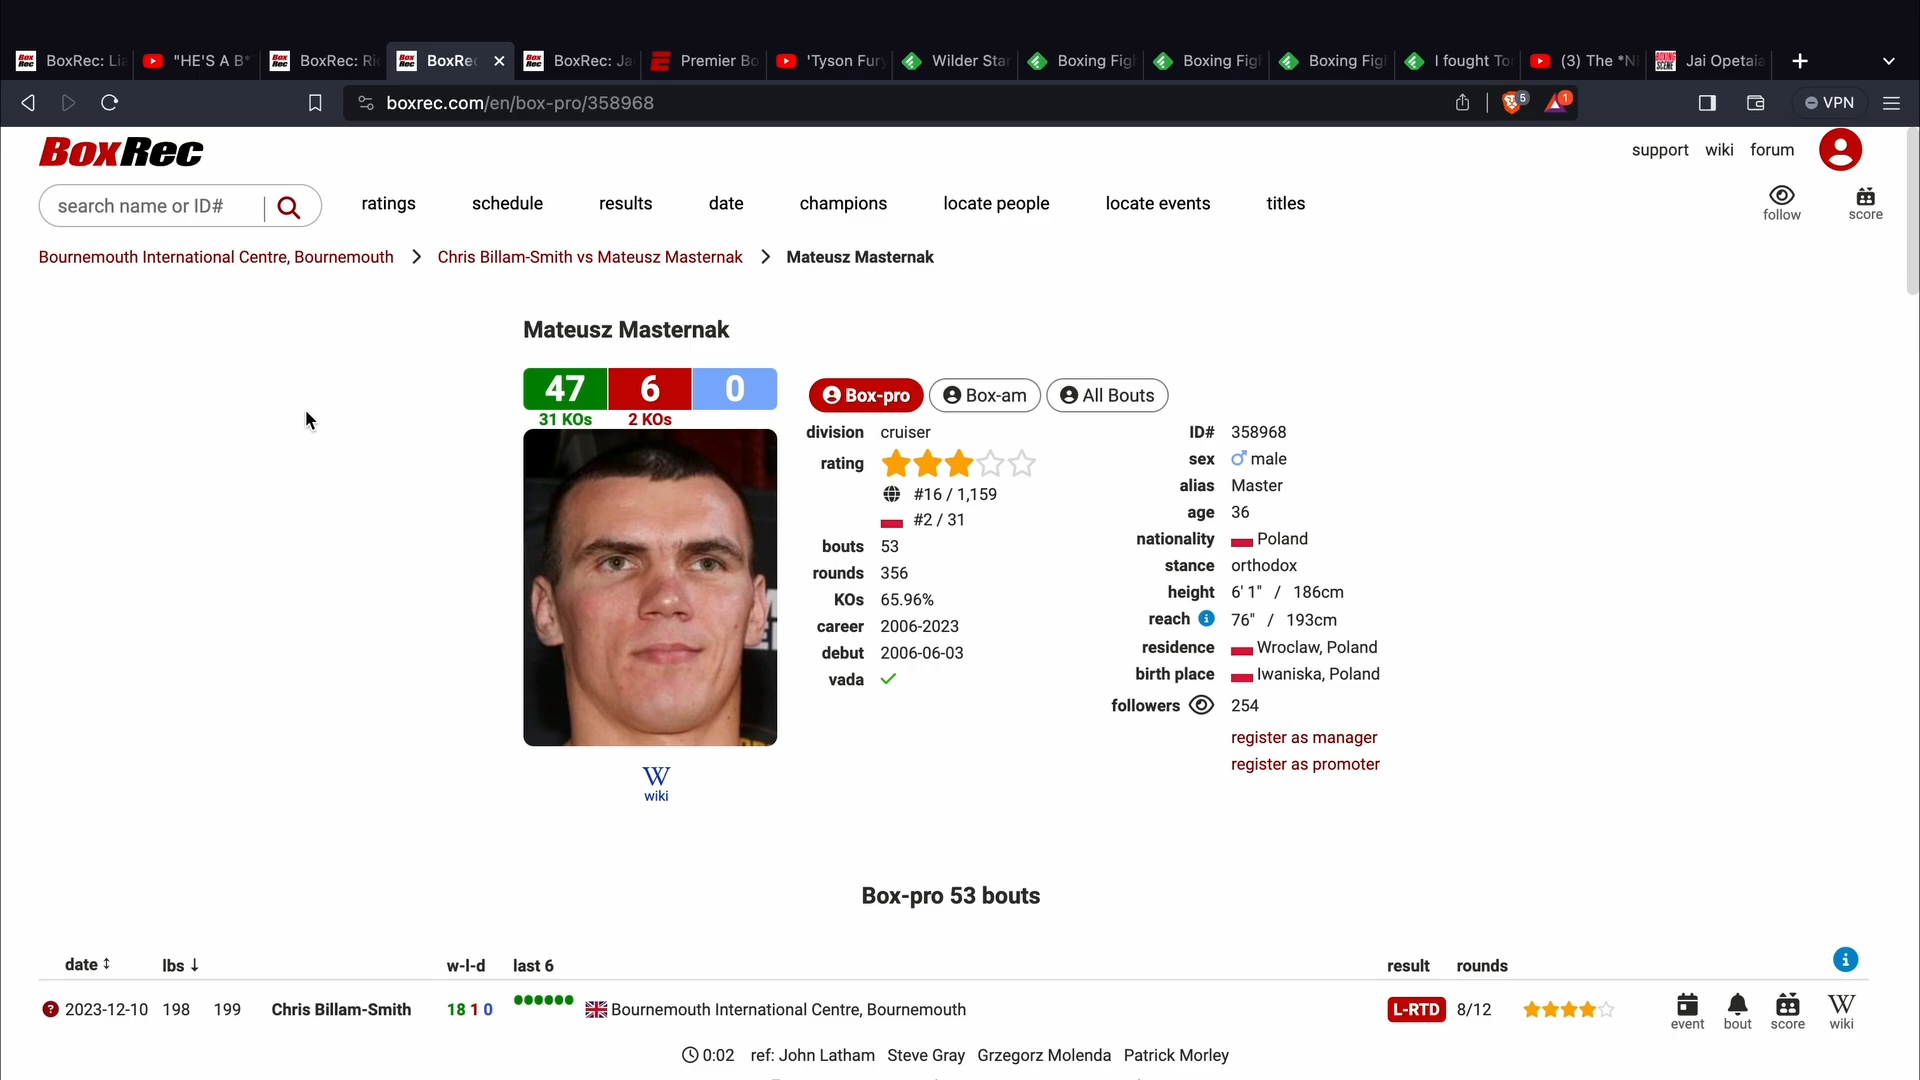 BoxRec: Lia
"HE'S A B*
BoxRec: Ri
BoxRec
BoxRec: Ja
Premier Bo
'Tyson Fury
Wilder Star
Boxing Figh
Boxing Figh
Boxing Figh
I fought To
(3) The *N
Jai Opetaia
boxrec.com/en/box-pro/358968
5
1
VPN
BoxRec
support wiki forum
search name or ID#
ratings schedule results date champions locate people locate events titles
follow
score
Bournemouth International Centre, Bournemouth > Chris Billam-Smith vs Mateusz Masternak > Mateusz Masternak
Mateusz Masternak
47 6 0
31 KOs 2 KOs
Box-pro Box-am All Bouts
division cruiser
rating
#16 / 1,159
#2 / 31
bouts 53
rounds 356
KOs 65.96%
career 2006-2023
debut 2006-06-03
vada
ID# 358968
sex male
alias Master
age 36
nationality Poland
stance orthodox
height 6' 1" / 186cm
reach 76" / 193cm
residence Wroclaw, Poland
birth place Iwaniska, Poland
followers 254
register as manager
register as promoter
W
wiki
Box-pro 53 bouts
date lbs w-l-d last 6 result rounds
2023-12-10 198 199 Chris Billam-Smith 18 1 0 Bournemouth International Centre, Bournemouth L-RTD 8/12
event bout score wiki
0:02 ref: John Latham Steve Gray Grzegorz Molenda Patrick Morley